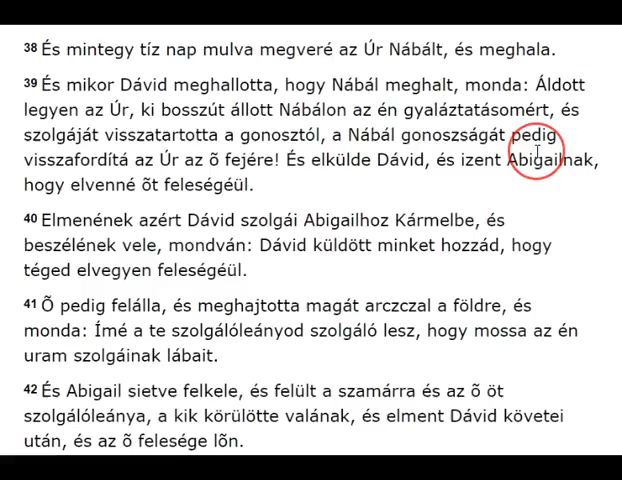 38 És mintegy tíz nap mulva megveré az Úr Nábált, és meghala.
39 És mikor Dávid meghallotta, hogy Nábál meghalt, monda: Áldott
legyen az Úr, ki bosszút állott Nábálon az én gyaláztatásomért, és
szolgáját visszatartotta a gonosztól, a Nábál gonoszságát pedig
visszafordítá az Úr az õ fejére! És elkülde Dávid, és izent Abigailnak,
hogy elvenné õt feleségéül.
40 Elmenének azért Dávid szolgái Abigailhoz Kármelbe, és
beszélének vele, mondván: Dávid küldött minket hozzád, hogy
téged elvegyen feleségéül.
41 Õ pedig felálla, és meghajtotta magát arczczal a földre, és
monda: Ímé a te szolgálóleányod szolgáló lesz, hogy mossa az én
uram szolgáinak lábait.
42 És Abigail sietve felkele, és felült a szamárra és az õ öt
szolgálóleánya, a kik körülötte valának, és elment Dávid követei
után, és az õ felesége lõn.